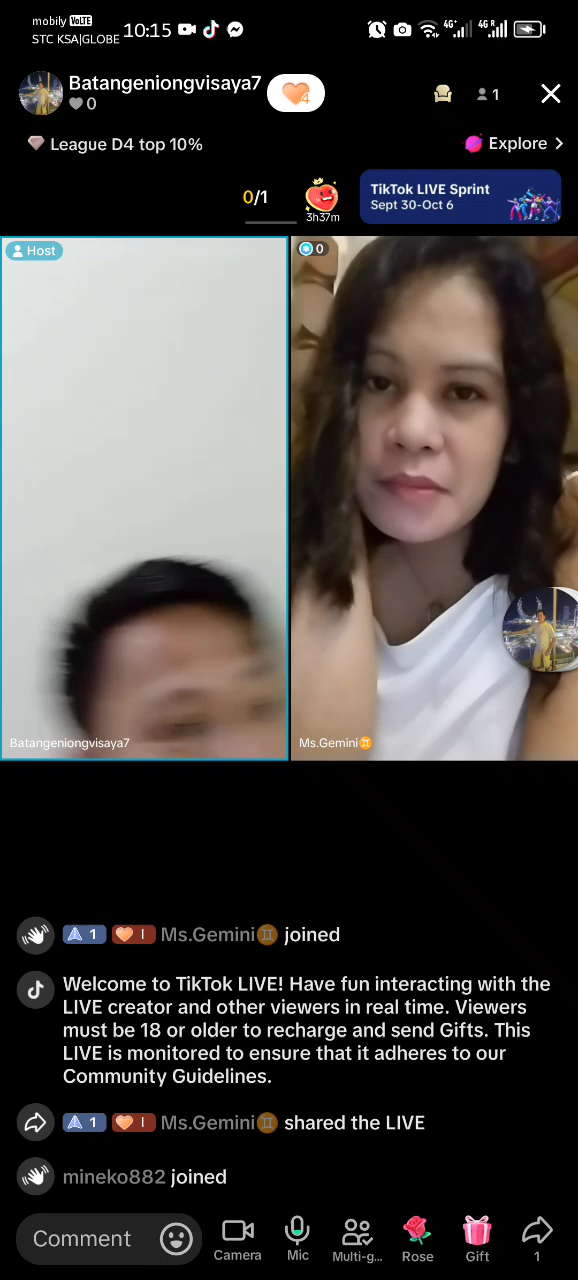 mobily VoLTE
STC KSA|GLOBE 10:15 4G+ 4G R
Batangeniongvisaya7
0
4
1
League D4 top 10%
Explore
0/1
3h37m
TikTok LIVE Sprint
Sept 30-Oct 6
Host
0
Batangeniongvisaya7
Ms.Gemini♊
1 I Ms.Gemini♊ joined
Welcome to TikTok LIVE! Have fun interacting with the
LIVE creator and other viewers in real time. Viewers
must be 18 or older to recharge and send Gifts. This
LIVE is monitored to ensure that it adheres to our
Community Guidelines.
1 I Ms.Gemini♊ shared the LIVE
mineko882 joined
Comment
Camera
Mic
Multi-g...
Rose
Gift
1